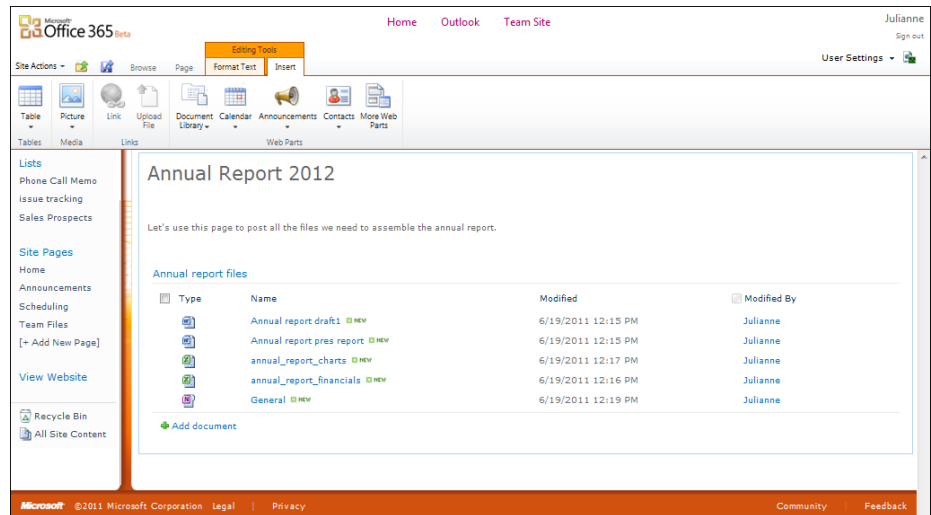 Microsoft
Office 365 Beta
Home Outlook Team Site
Julianne
Sign out
User Settings
Editing Tools
Site Actions Browse Page Format Text Insert
Table Picture Link Upload File Document Library Calendar Announcements Contacts More Web Parts
Tables Media Links Web Parts
Lists
Phone Call Memo
issue tracking
Sales Prospects
Site Pages
Home
Announcements
Scheduling
Team Files
[+ Add New Page]
View Website
Recycle Bin
All Site Content
Annual Report 2012
Let's use this page to post all the files we need to assemble the annual report.
Annual report files
Type Name Modified Modified By
Annual report draft1 NEW 6/19/2011 12:15 PM Julianne
Annual report pres report NEW 6/19/2011 12:15 PM Julianne
annual_report_charts NEW 6/19/2011 12:17 PM Julianne
annual_report_financials NEW 6/19/2011 12:16 PM Julianne
General NEW 6/19/2011 12:19 PM Julianne
Add document
Microsoft ©2011 Microsoft Corporation Legal | Privacy Community | Feedback